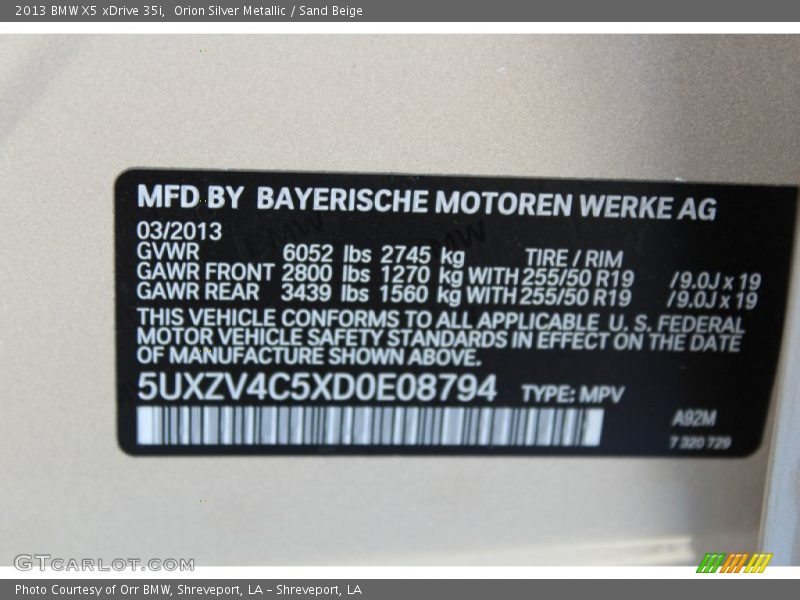 2013 BMW X5 xDrive 35i, Orion Silver Metallic / Sand Beige
MFD BY BAYERISCHE MOTOREN WERKE AG
03/2013
GVWR 6052 lbs 2745 kg TIRE / RIM
GAWR FRONT 2800 lbs 1270 kg WITH 255/50 R19 /9.0J x 19
GAWR REAR 3439 lbs 1560 kg WITH 255/50 R19 /9.0J x 19
THIS VEHICLE CONFORMS TO ALL APPLICABLE U. S. FEDERAL
MOTOR VEHICLE SAFETY STANDARDS IN EFFECT ON THE DATE
OF MANUFACTURE SHOWN ABOVE.
5UXZV4C5XD0E08794 TYPE: MPV
A92M
7 320 729
GTCARLOT.COM
Photo Courtesy of Orr BMW, Shreveport, LA - Shreveport, LA